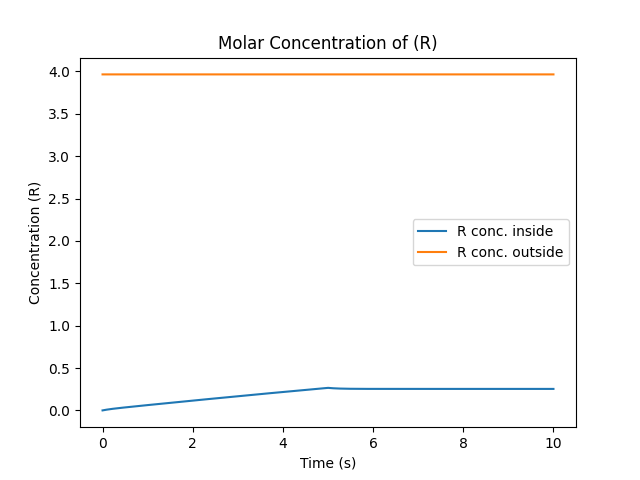 Molar Concentration of (R)
Concentration (R)
4.0
3.5
3.0
2.5
2.0
1.5
1.0
0.5
0.0
R conc. inside
R conc. outside
0 2 4 6 8 10
Time (s)